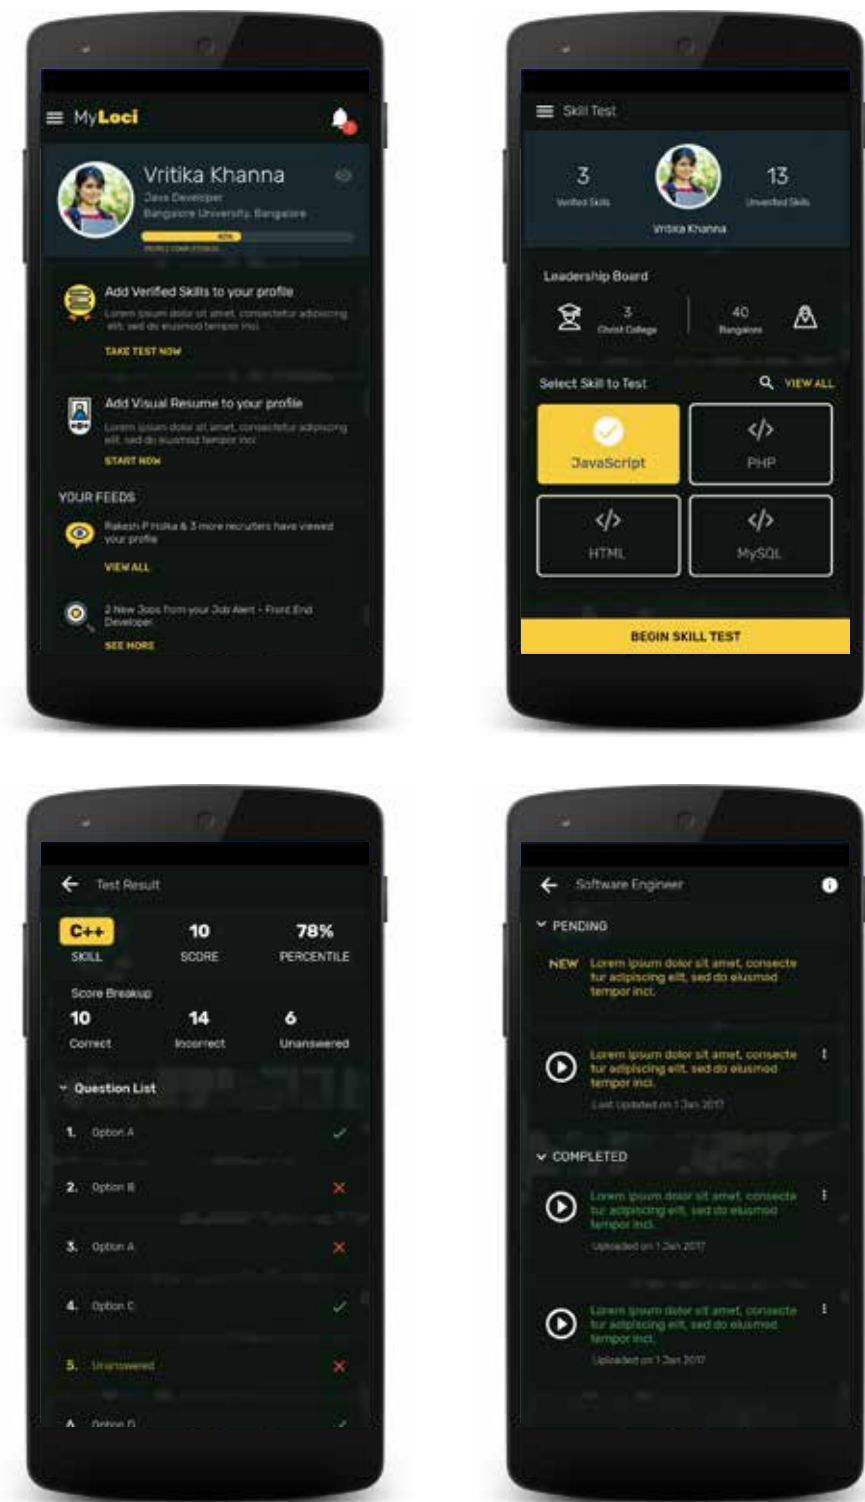 MyLoci
Vritika Khanna
Java Developer
Bangalore University, Bangalore
40%
PROFILE COMPLETENESS
Add Verified Skills to your profile
Lorem ipsum dolor sit amet, consectetur adipiscing
elit, sed do eiusmod tempor inci.
TAKE TEST NOW
Add Visual Resume to your profile
Lorem ipsum dolor sit amet, consectetur adipiscing
elit, sed do eiusmod tempor inci.
START NOW
YOUR FEEDS
Rakesh P & 3 more recruiters have viewed
your profile
VIEW ALL
2 New Jobs from your Job Alert - Front End
Developer
SEE MORE
Skill Test
3
Verified Skills
13
Unverified Skills
Vritika Khanna
Leadership Board
3
Christ College
40
Bangalore
Select Skill to Test
VIEW ALL
JavaScript
</>
PHP
</>
HTML
</>
MySQL
BEGIN SKILL TEST
Test Result
C++ 10 78%
SKILL SCORE PERCENTILE
Score Breakup
10 14 6
Correct Incorrect Unanswered
Question List
1. Option A
2. Option B
3. Option A
4. Option C
5. Unanswered
6. Option D
Software Engineer
PENDING
NEW Lorem ipsum dolor sit amet, consecte
tur adipiscing elit, sed do eiusmod
tempor inci.
Lorem ipsum dolor sit amet, consecte
tur adipiscing elit, sed do eiusmod
tempor inci.
Last Updated on 1 Jan 2017
COMPLETED
Lorem ipsum dolor sit amet, consecte
tur adipiscing elit, sed do eiusmod
tempor inci.
Uploaded on 1 Jan 2017
Lorem ipsum dolor sit amet, consecte
tur adipiscing elit, sed do eiusmod
tempor inci.
Uploaded on 1 Jan 2017